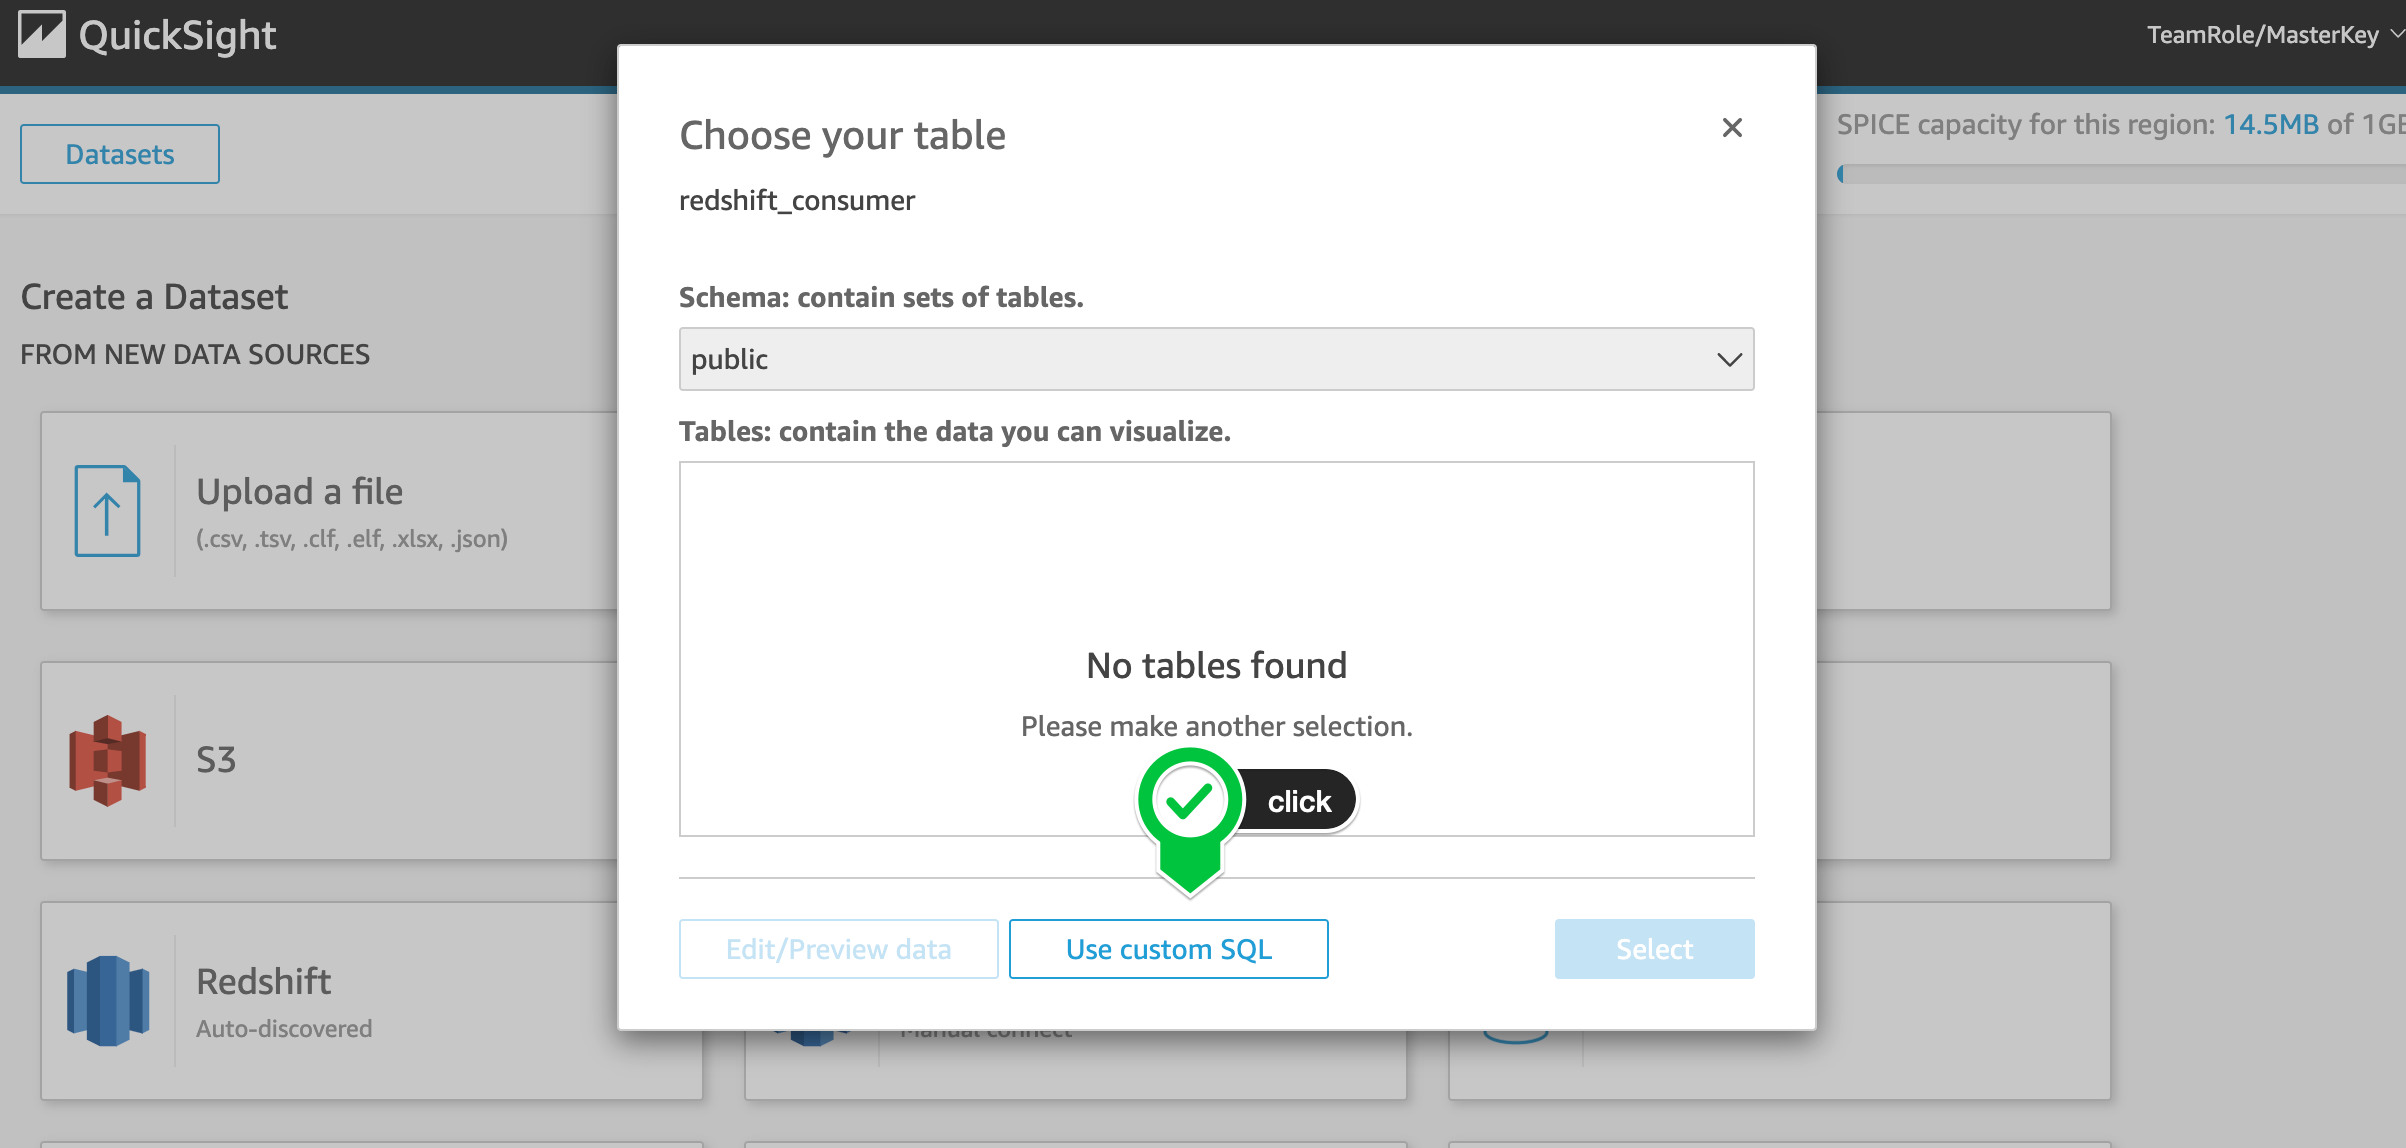 QuickSight
TeamRole/MasterKey
Datasets
SPICE capacity for this region: 14.5MB of 1GB
Create a Dataset
FROM NEW DATA SOURCES
Upload a file
(.csv, .tsv, .clf, .elf, .xlsx, .json)
S3
Redshift
Auto-discovered
Manual connect
Choose your table
redshift_consumer
Schema: contain sets of tables.
public
Tables: contain the data you can visualize.
No tables found
Please make another selection.
click
Edit/Preview data
Use custom SQL
Select